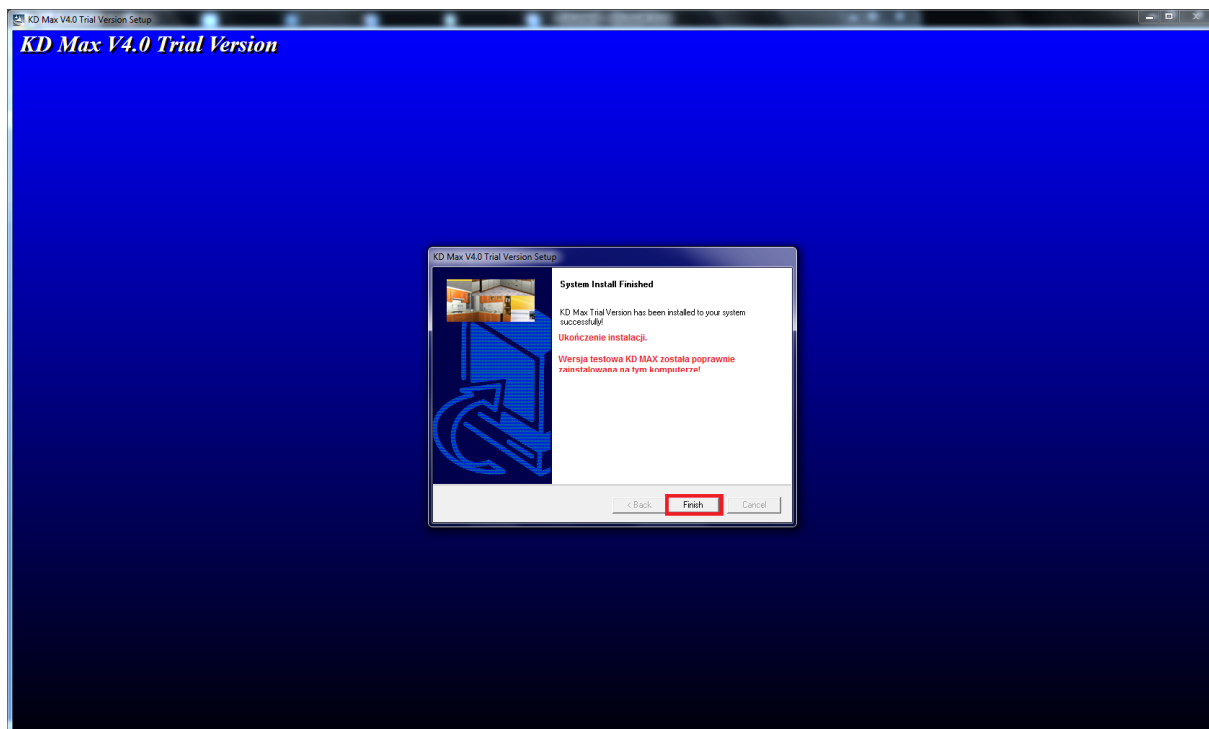 KD Max V4.0 Trial Version Setup
KD Max V4.0 Trial Version
KD Max V4.0 Trial Version Setup
System Install Finished
KD Max Trial Version has been installed to your system
successfully!
Ukończenie instalacji.
Wersja testowa KD MAX została poprawnie
zainstalowana na tym komputerze!
< Back
Finish
Cancel